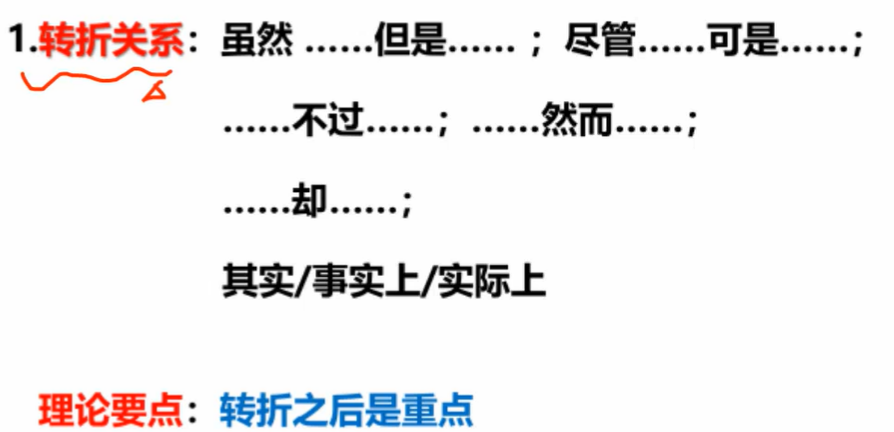 1.转折关系：虽然 ......但是...... ；尽管......可是......；
......不过......；......然而......；
......却......；
其实/事实上/实际上
理论要点：转折之后是重点